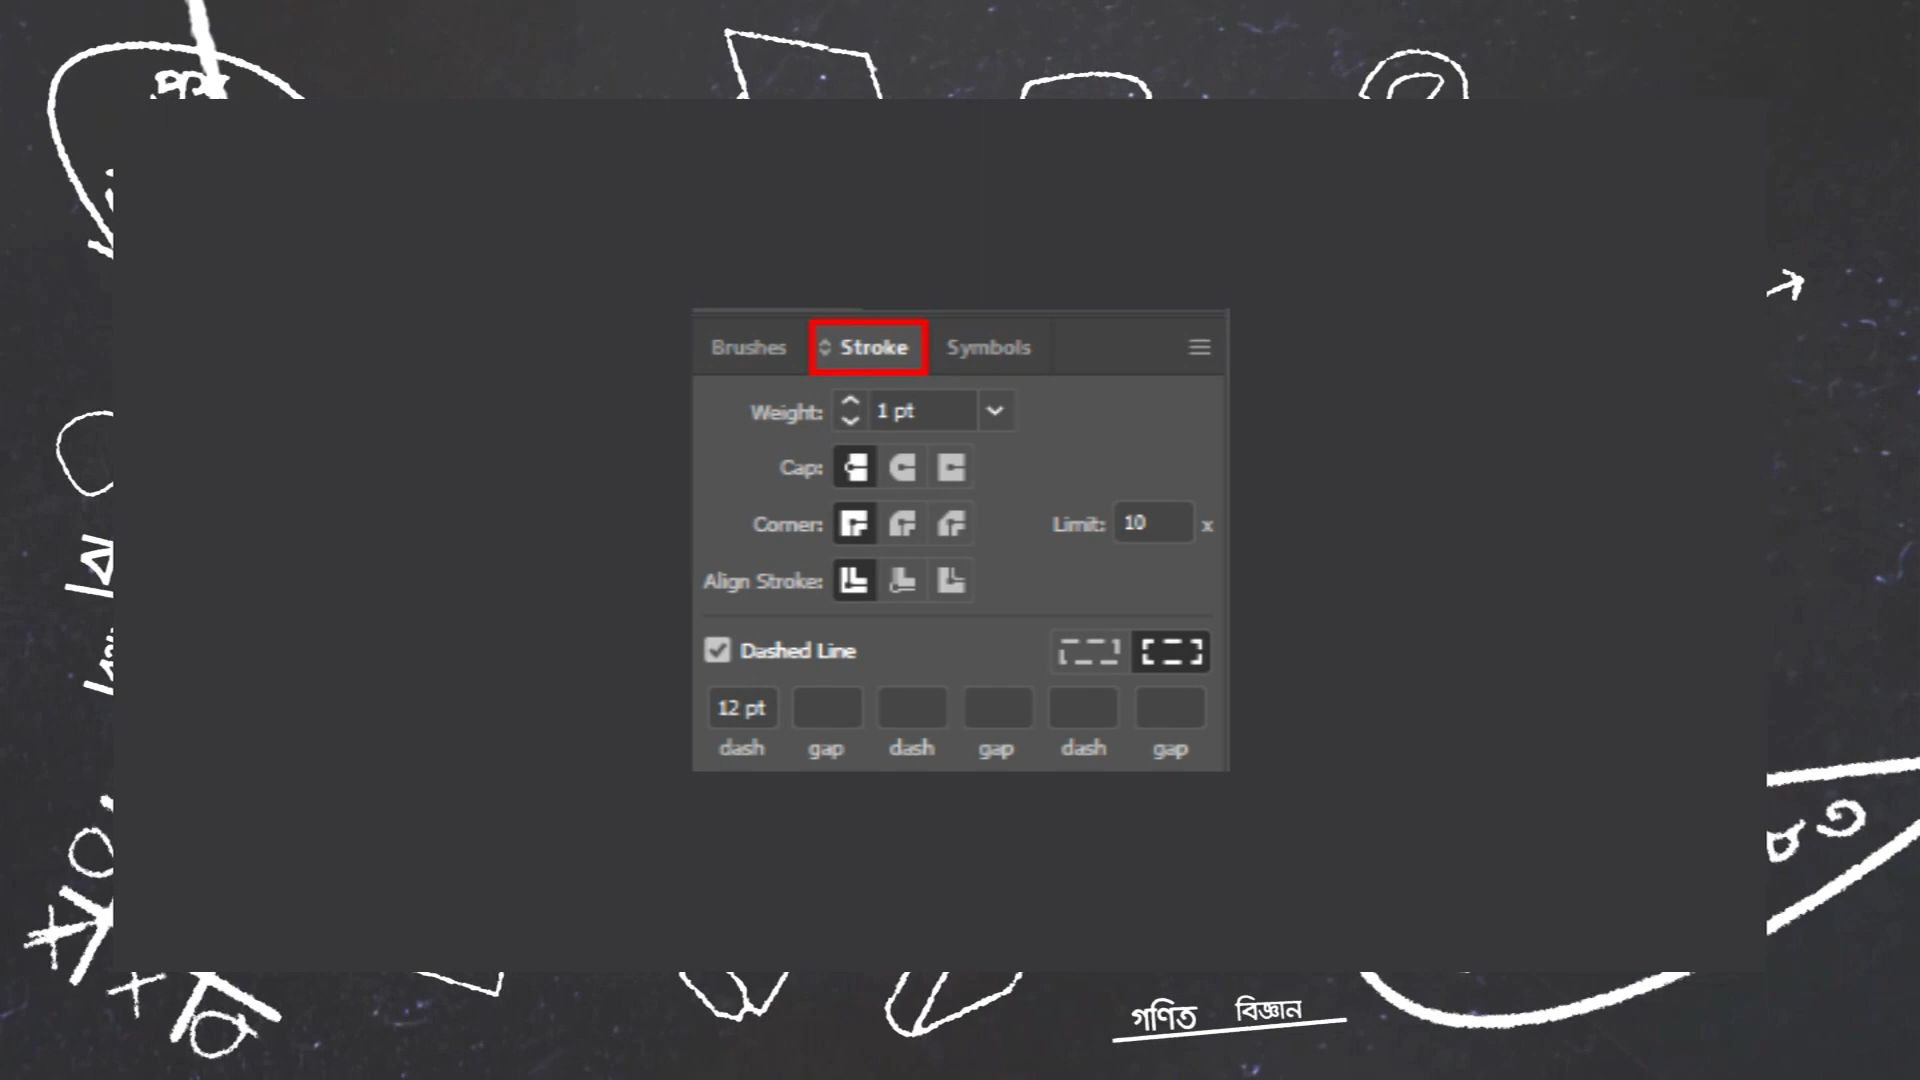 Brushes Stroke Symbols
Weight: 1 pt
Cap:
Corner: Limit: 10 x
Align Stroke:
Dashed Line
12 pt
dash gap dash gap dash gap
গণিত বিজ্ঞান